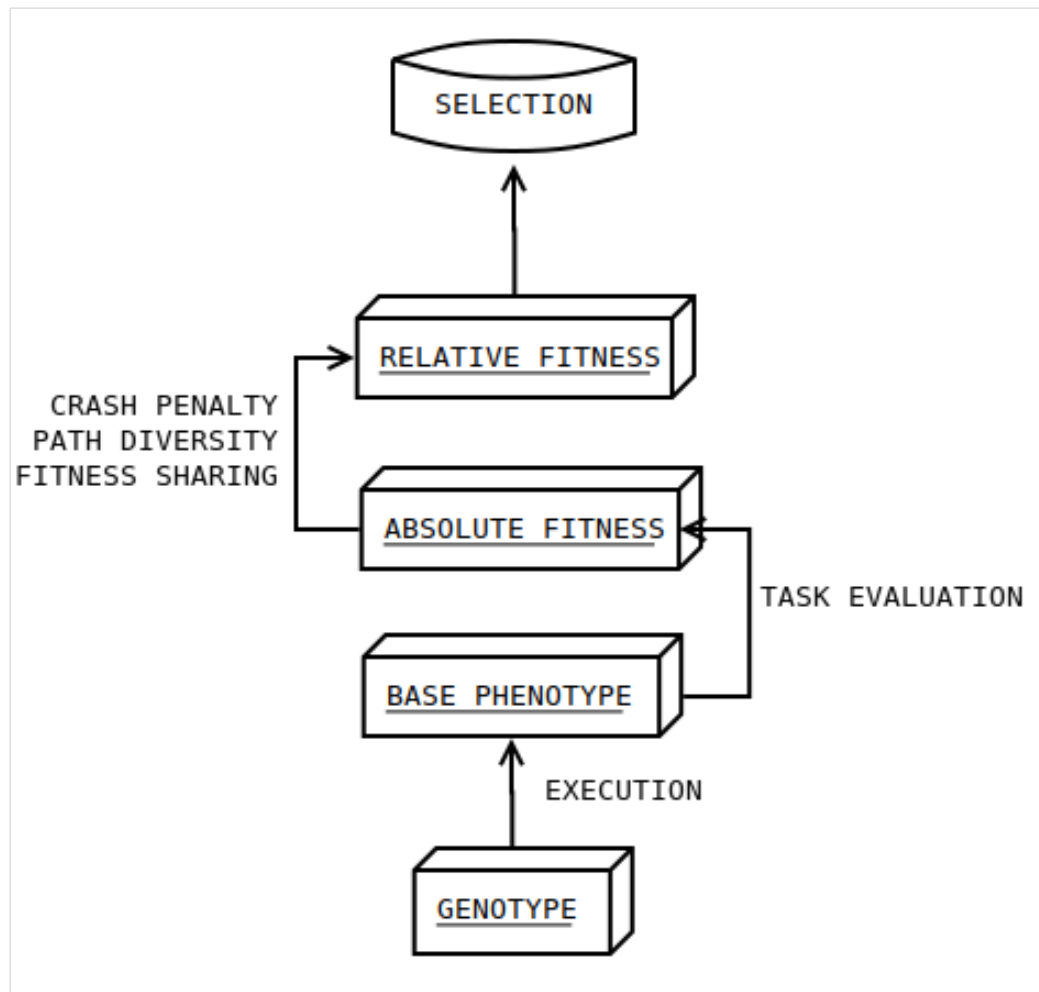 SELECTION
RELATIVE FITNESS
CRASH PENALTY
PATH DIVERSITY
FITNESS SHARING
ABSOLUTE FITNESS
TASK EVALUATION
BASE PHENOTYPE
EXECUTION
GENOTYPE